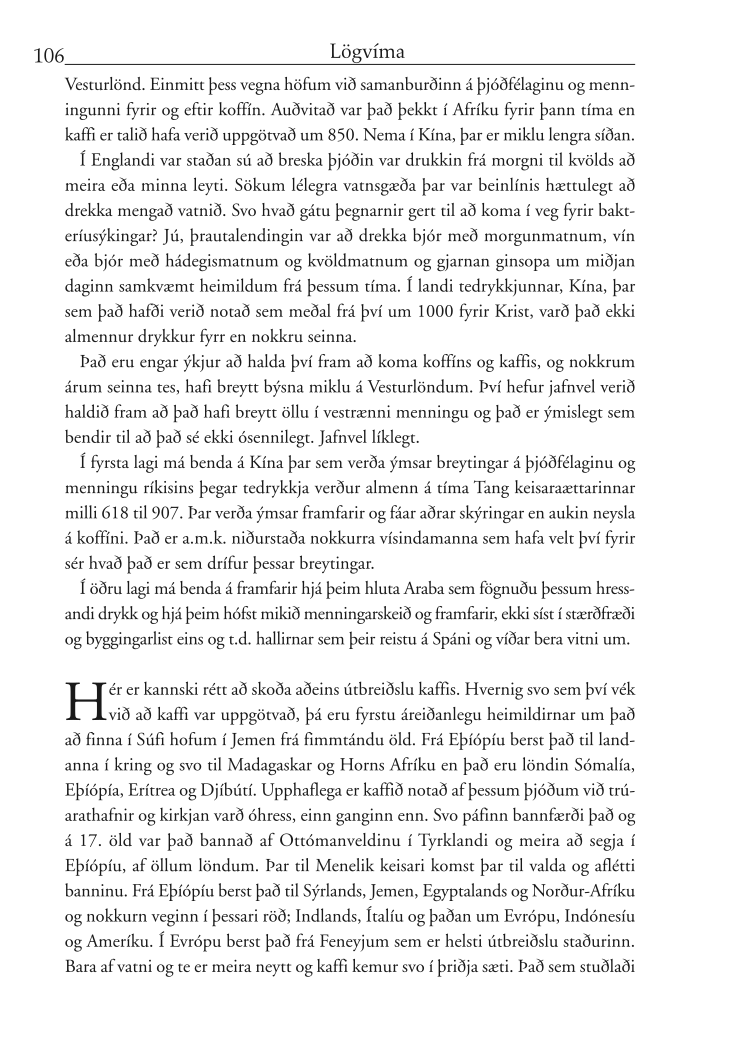 106
Lögvíma
Vesturlönd. Einmitt þess vegna höfum við samanburðinn á þjóðfélaginu og menn-
ingunni fyrir og eftir koffín. Auðvitað var það þekkt í Afríku fyrir þann tíma en
kaffi er talið hafa verið uppgötvað um 850. Nema í Kína, þar er miklu lengra síðan.
Í Englandi var staðan sú að breska þjóðin var drukkin frá morgni til kvölds að
meira eða minna leyti. Sökum lélegra vatnsgæða þar var beinlínis hættulegt að
drekka mengað vatnið. Svo hvað gátu þegnarnir gert til að koma í veg fyrir bakt-
eríusýkingar? Jú, þrautalendingin var að drekka bjór með morgunmatnum, vín
eða bjór með hádegismatnum og kvöldmatnum og gjarnan ginsopa um miðjan
daginn samkvæmt heimildum frá þessum tíma. Í landi tedrykkjunnar, Kína, þar
sem það hafði verið notað sem meðal frá því um 1000 fyrir Krist, varð það ekki
almennur drykkur fyrr en nokkru seinna.
Það eru engar ýkjur að halda því fram að koma koffíns og kaffis, og nokkrum
árum seinna tes, hafi breytt býsna miklu á Vesturlöndum. Því hefur jafnvel verið
haldið fram að það hafi breytt öllu í vestrænni menningu og það er ýmislegt sem
bendir til að það sé ekki ósennilegt. Jafnvel líklegt.
Í fyrsta lagi má benda á Kína þar sem verða ýmsar breytingar á þjóðfélaginu og
menningu ríkisins þegar tedrykkja verður almenn á tíma Tang keisaraættarinnar
milli 618 til 907. Þar verða ýmsar framfarir og fáar aðrar skýringar en aukin neysla
á koffíni. Það er a.m.k. niðurstaða nokkurra vísindamanna sem hafa velt því fyrir
sér hvað það er sem drífur þessar breytingar.
Í öðru lagi má benda á framfarir hjá þeim hluta Araba sem fögnuðu þessum hress-
andi drykk og hjá þeim hófst mikið menningarskeið og framfarir, ekki síst í stærðfræði
og byggingarlist eins og t.d. hallirnar sem þeir reistu á Spáni og víðar bera vitni um.
Hér er kannski rétt að skoða aðeins útbreiðslu kaffis. Hvernig svo sem því vék
við að kaffi var uppgötvað, þá eru fyrstu áreiðanlegu heimildirnar um það
að finna í Súfi hofum í Jemen frá fimmtándu öld. Frá Eþíópíu berst það til land-
anna í kring og svo til Madagaskar og Horns Afríku en það eru löndin Sómalía,
Eþíópía, Erítrea og Djíbútí. Upphaflega er kaffið notað af þessum þjóðum við trú-
arathafnir og kirkjan varð óhress, einn ganginn enn. Svo páfinn bannfærði það og
á 17. öld var það bannað af Ottómanveldinu í Tyrklandi og meira að segja í
Eþíópíu, af öllum löndum. Þar til Menelik keisari komst þar til valda og aflétti
banninu. Frá Eþíópíu berst það til Sýrlands, Jemen, Egyptalands og Norður-Afríku
og nokkurn veginn í þessari röð; Indlands, Ítalíu og þaðan um Evrópu, Indónesíu
og Ameríku. Í Evrópu berst það frá Feneyjum sem er helsti útbreiðslu staðurinn.
Bara af vatni og te er meira neytt og kaffi kemur svo í þriðja sæti. Það sem stuðlaði